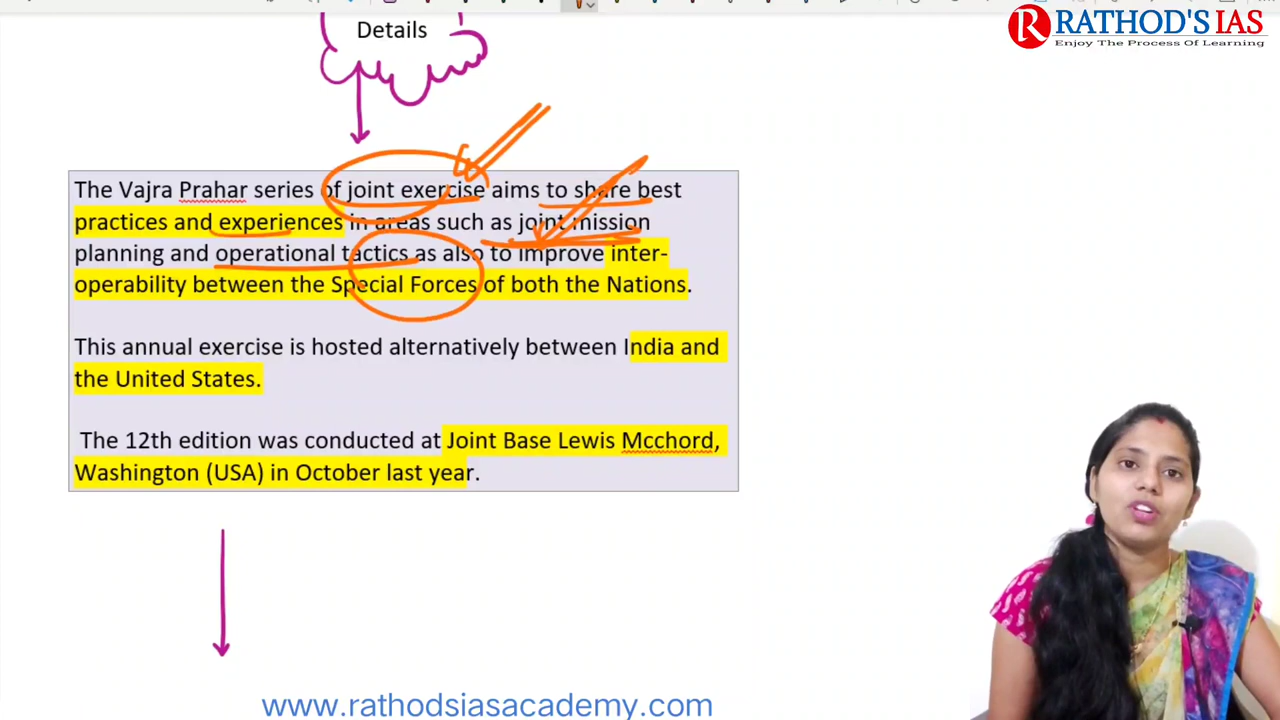 RATHOD'S IAS
Enjoy The Process Of Learning
Details
The Vajra Prahar series of joint exercise aims to share best
practices and experiences in areas such as joint mission
planning and operational tactics as also to improve inter-
operability between the Special Forces of both the Nations.
This annual exercise is hosted alternatively between India and
the United States.
The 12th edition was conducted at Joint Base Lewis Mcchord,
Washington (USA) in October last year.
www.rathodsiasacademy.com